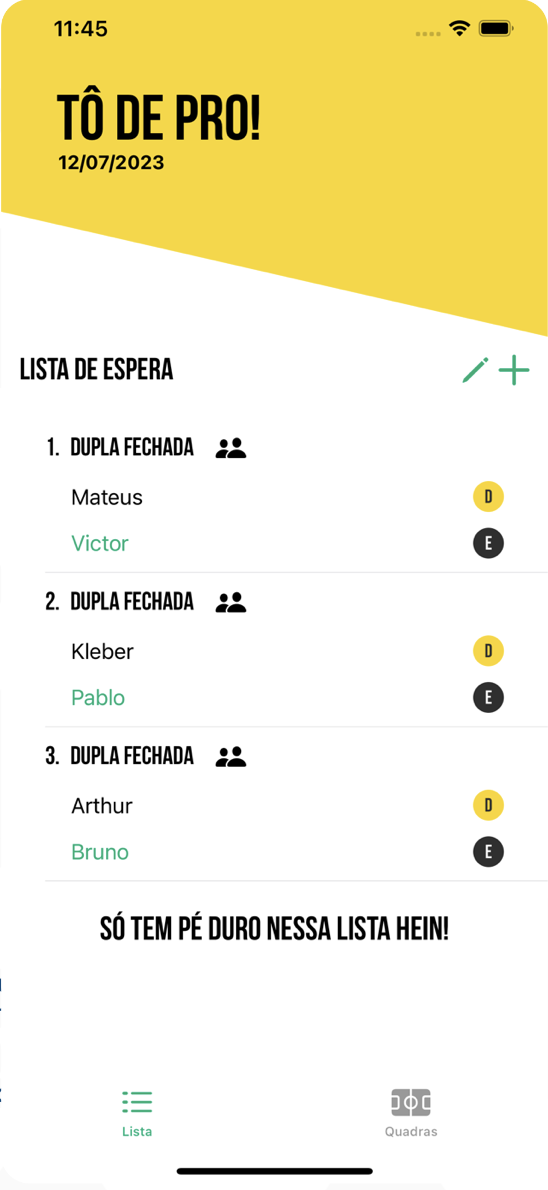 11:45
TÔ DE PRO!
12/07/2023
LISTA DE ESPERA
1. DUPLA FECHADA
Mateus D
Victor E
2. DUPLA FECHADA
Kleber D
Pablo E
3. DUPLA FECHADA
Arthur D
Bruno E
SÓ TEM PÉ DURO NESSA LISTA HEIN!
Lista Quadras